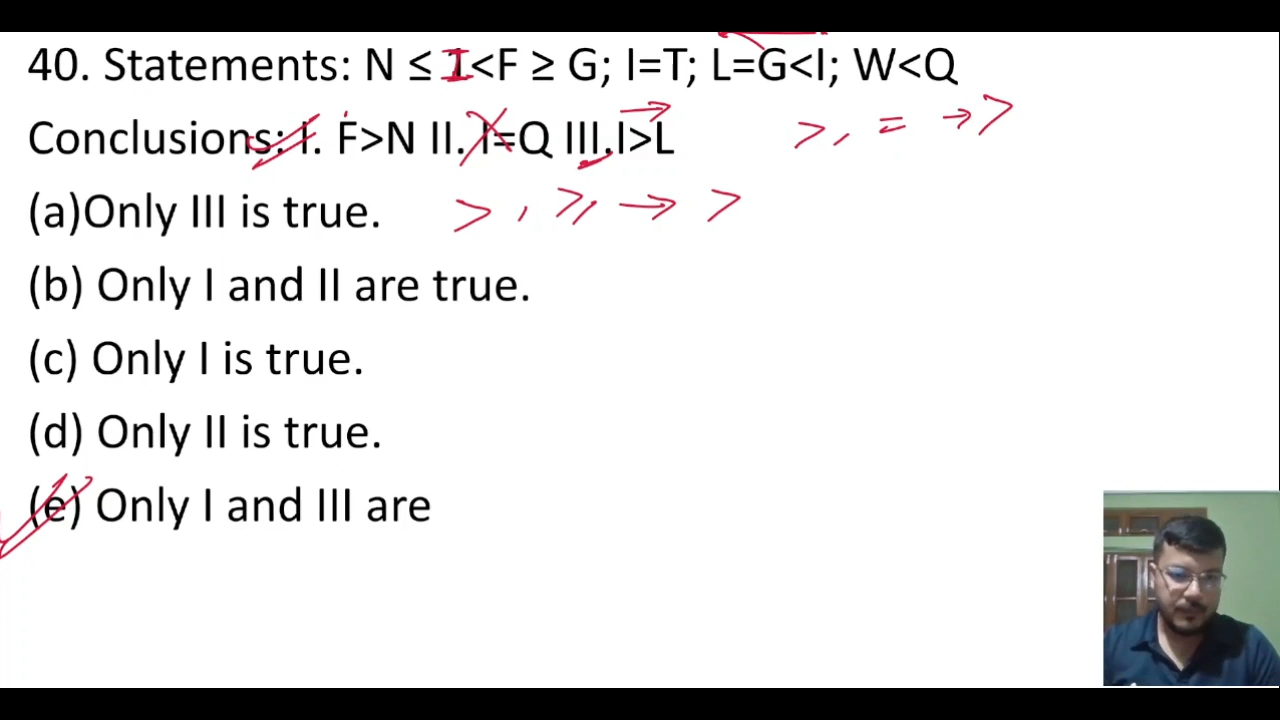 40. Statements: N ≤ I<F ≥ G; I=T; L=G<I; W<Q
Conclusions: I. F>N II. I=Q III.I>L >, = → >
(a)Only III is true. >, ≥ → >
(b) Only I and II are true.
(c) Only I is true.
(d) Only II is true.
(e) Only I and III are